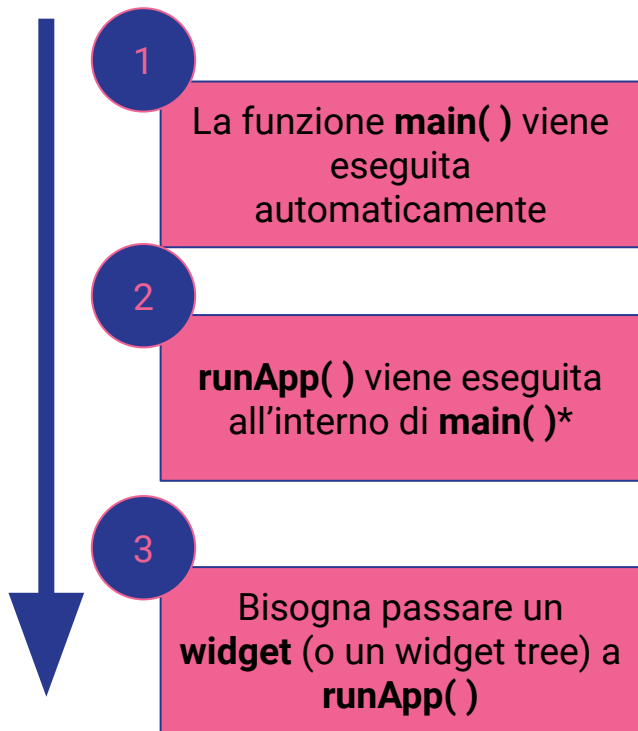 1
La funzione main( ) viene
eseguita
automaticamente
2
runApp( ) viene eseguita
all’interno di main( )*
3
Bisogna passare un
widget (o un widget tree) a
runApp( )